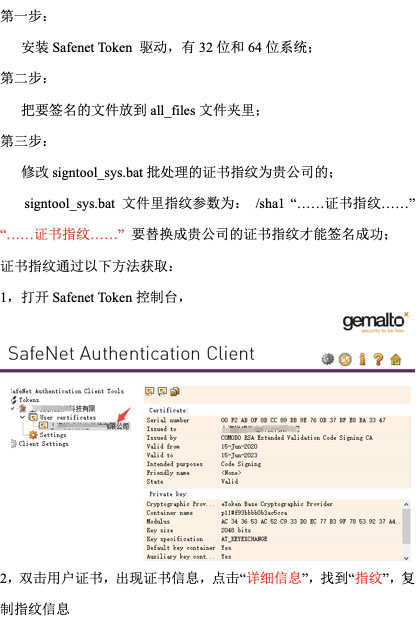 第一步：
安装 Safenet Token 驱动，有 32 位和 64 位系统；
第二步：
把要签名的文件放到 all_files 文件夹里；
第三步：
修改 signtool_sys.bat 批处理的证书指纹为贵公司的；
signtool_sys.bat 文件里指纹参数为： /sha1 “……证书指纹……”
“……证书指纹……” 要替换成贵公司的证书指纹才能签名成功；
证书指纹通过以下方法获取：
1，打开 Safenet Token 控制台，
gemalto
security to be free
SafeNet Authentication Client
SafeNet Authentication Client Tools
Tokens
科技有限
User certificates
有限公司
Settings
Client Settings
Certificate:
Serial number 00 F2 AB 0F 8B CC 89 BB 9E 76 0B 37 DF E0 BA 33 47
Issued to
Issued by COMODO RSA Extended Validation Code Signing CA
Valid from 15-Jun-2020
Valid to 15-Jun-2023
Intended purposes Code Signing
Friendly name <None>
State Valid
Private key:
Cryptographic Prov... eToken Base Cryptographic Provider
Container name p11#f93bbbb0b3ac5cca
Modulus AC 34 36 53 AC 52 C9 33 D0 EC 77 B3 9F 78 53 92 37 A4..
Key size 2048 bits
Key specification AT_KEYEXCHANGE
Default key container Yes
Auxiliary key cont... Yes
2，双击用户证书，出现证书信息，点击“详细信息”，找到“指纹”，复
制指纹信息